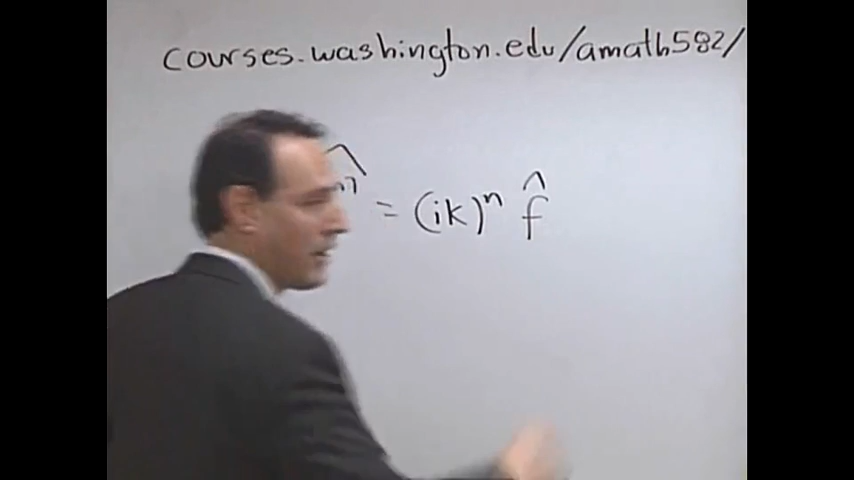 courses.washington.edu/amath582/
= (ik)^n f̂